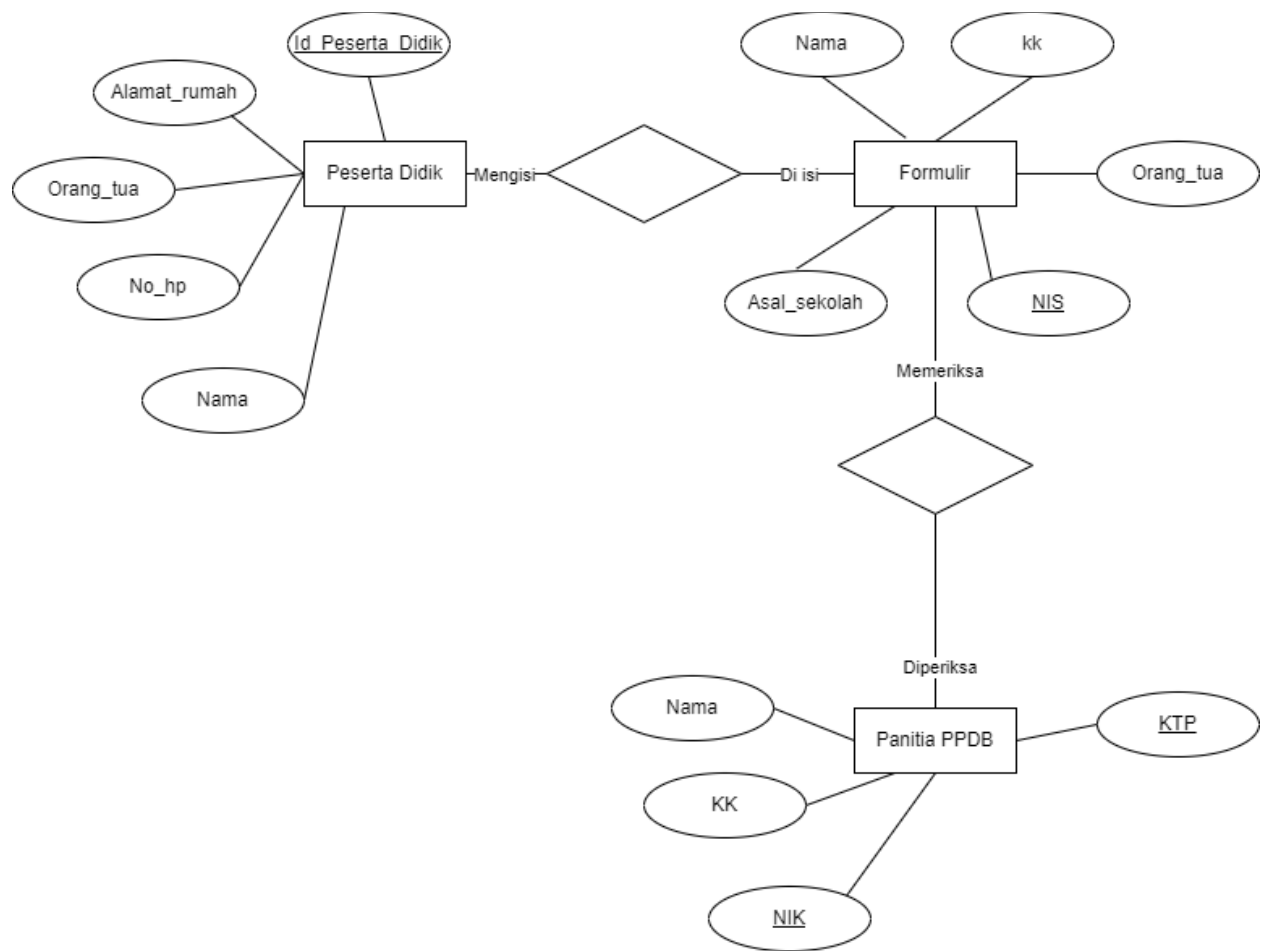 Id_Peserta_Didik
Nama
kk
Alamat_rumah
Peserta Didik
Mengisi
Di isi
Formulir
Orang_tua
Orang_tua
No_hp
Asal_sekolah
NIS
Memeriksa
Nama
Diperiksa
Nama
Panitia PPDB
KTP
KK
NIK